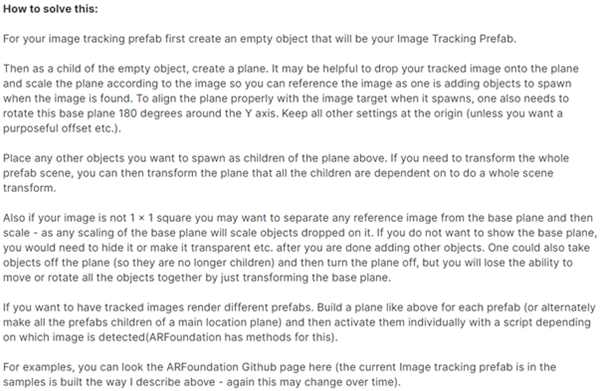 How to solve this:
For your image tracking prefab first create an empty object that will be your Image Tracking Prefab.
Then as a child of the empty object, create a plane. It may be helpful to drop your tracked image onto the plane
and scale the plane according to the image so you can reference the image as one is adding objects to spawn
when the image is found. To align the plane properly with the image target when it spawns, one also needs to
rotate this base plane 180 degrees around the Y axis. Keep all other settings at the origin (unless you want a
purposeful offset etc.).
Place any other objects you want to spawn as children of the plane above. If you need to transform the whole
prefab scene, you can then transform the plane that all the children are dependent on to do a whole scene
transform.
Also if your image is not 1 × 1 square you may want to separate any reference image from the base plane and then
scale - as any scaling of the base plane will scale objects dropped on it. If you do not want to show the base plane,
you would need to hide it or make it transparent etc. after you are done adding other objects. One could also take
objects off the plane (so they are no longer children) and then turn the plane off, but you will lose the ability to
move or rotate all the objects together by just transforming the base plane.
If you want to have tracked images render different prefabs. Build a plane like above for each prefab (or alternately
make all the prefabs children of a main location plane) and then activate them individually with a script depending
on which image is detected(ARFoundation has methods for this).
For examples, you can look the ARFoundation Github page here (the current Image tracking prefab is in the
samples is built the way I describe above - again this may change over time).